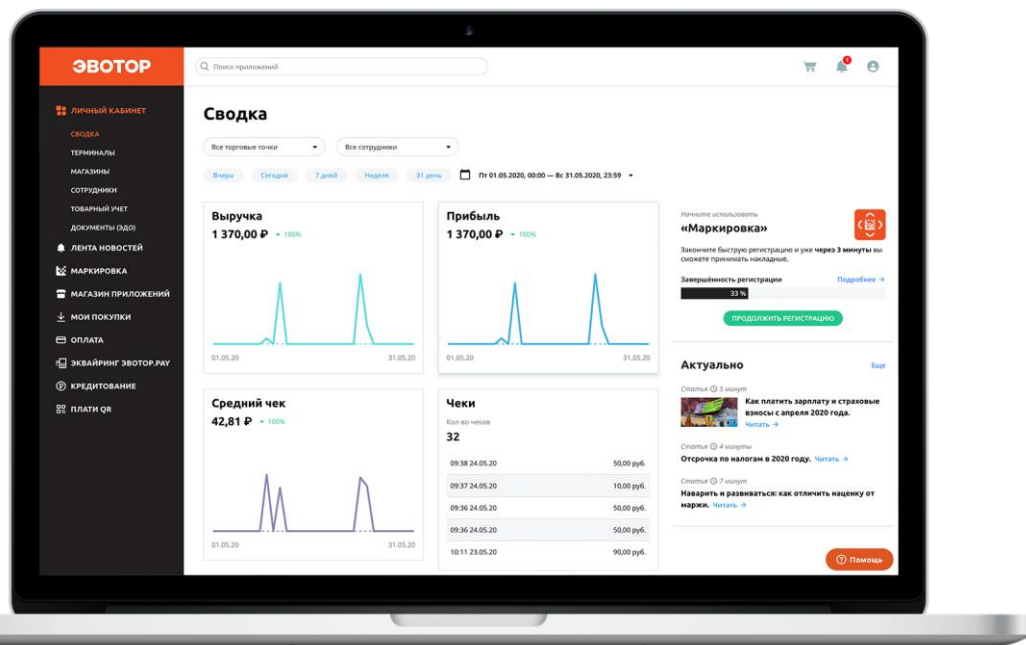 ЭВОТОР
Поиск приложений
1
ЛИЧНЫЙ КАБИНЕТ
СВОДКА
ТЕРМИНАЛЫ
МАГАЗИНЫ
СОТРУДНИКИ
ТОВАРНЫЙ УЧЕТ
ДОКУМЕНТЫ (ЭДО)
ЛЕНТА НОВОСТЕЙ
МАРКИРОВКА
МАГАЗИН ПРИЛОЖЕНИЙ
МОИ ПОКУПКИ
ОПЛАТА
ЭКВАЙРИНГ ЭВОТОР.PAY
КРЕДИТОВАНИЕ
ПЛАТИ QR
Сводка
Все торговые точки
Все сотрудники
Вчера Сегодня 7 дней Неделя 31 день Пт 01.05.2020, 00:00 — Вс 31.05.2020, 23:59
Выручка
1 370,00 ₽ 100%
01.05.20 31.05.20
Прибыль
1 370,00 ₽ 100%
01.05.20 31.05.20
Средний чек
42,81 ₽ 100%
01.05.20 31.05.20
Чеки
Кол-во чеков
32
09:38 24.05.20 50,00 руб.
09:37 24.05.20 10,00 руб.
09:36 24.05.20 50,00 руб.
09:36 24.05.20 50,00 руб.
10:11 23.05.20 90,00 руб.
Начните использовать
«Маркировка»
Закончите быструю регистрацию и уже через 3 минуты вы
сможете принимать накладные.
Завершённость регистрации Подробнее →
33 %
ПРОДОЛЖИТЬ РЕГИСТРАЦИЮ
Актуально Еще
Статья 5 минут
Как платить зарплату и страховые
взносы с апреля 2020 года.
Читать →
Статья 4 минуты
Отсрочка по налогам в 2020 году. Читать →
Статья 7 минут
Наварить и развиваться: как отличить наценку от
маржи. Читать →
Помощь